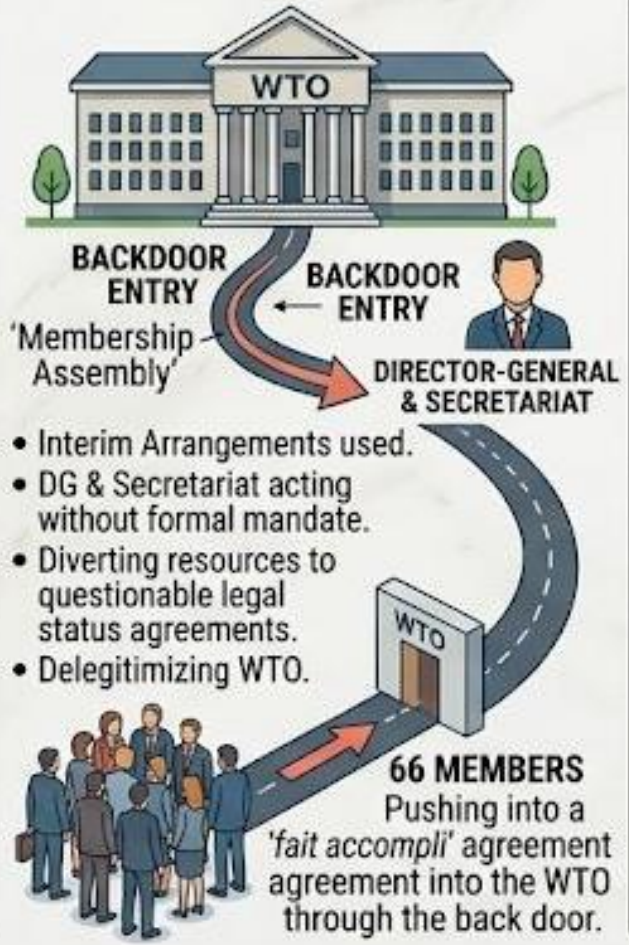 WTO
BACKDOOR
ENTRY
BACKDOOR
ENTRY
'Membership
Assembly'
DIRECTOR-GENERAL
& SECRETARIAT
• Interim Arrangements used.
• DG & Secretariat acting
without formal mandate.
• Diverting resources to
questionable legal
status agreements.
• Delegitimizing WTO.
WTO
66 MEMBERS
Pushing into a
'fait accompli' agreement
agreement into the WTO
through the back door.